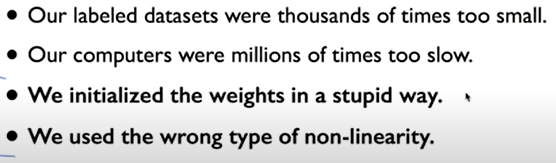 • Our labeled datasets were thousands of times too small.
• Our computers were millions of times too slow.
• We initialized the weights in a stupid way.
• We used the wrong type of non-linearity.